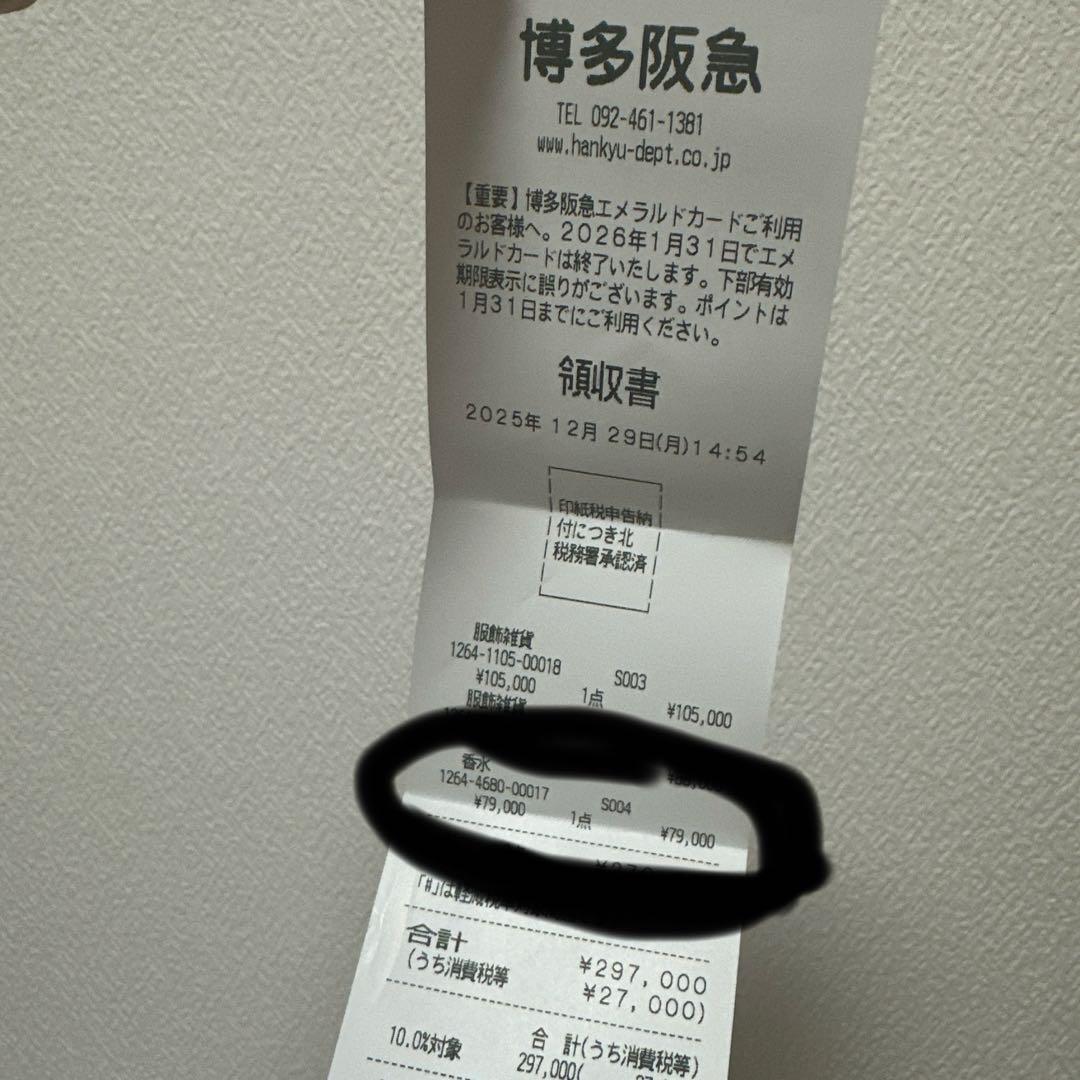 博多阪急
TEL 092-461-1381
www.hankyu-dept.co.jp
【重要】博多阪急エメラルドカードご利用
のお客様へ。2026年1月31日でエメ
ラルドカードは終了いたします。下部有効
期限表示に誤りがございます。ポイントは
1月31日までにご利用ください。
領収書
2025年 12月 29日(月)14:54
印紙税申告納
付につき北
税務署承認済
服飾雑貨
1264-1105-00018 S003
¥105,000 1点 ¥105,000
服飾雑貨
香水
1264-4680-00017 S004
¥79,000 1点 ¥79,000
「#」は軽減税率
合計 ¥297,000
(うち消費税等 ¥27,000)
合 計(うち消費税等)
10.0%対象 297,000(